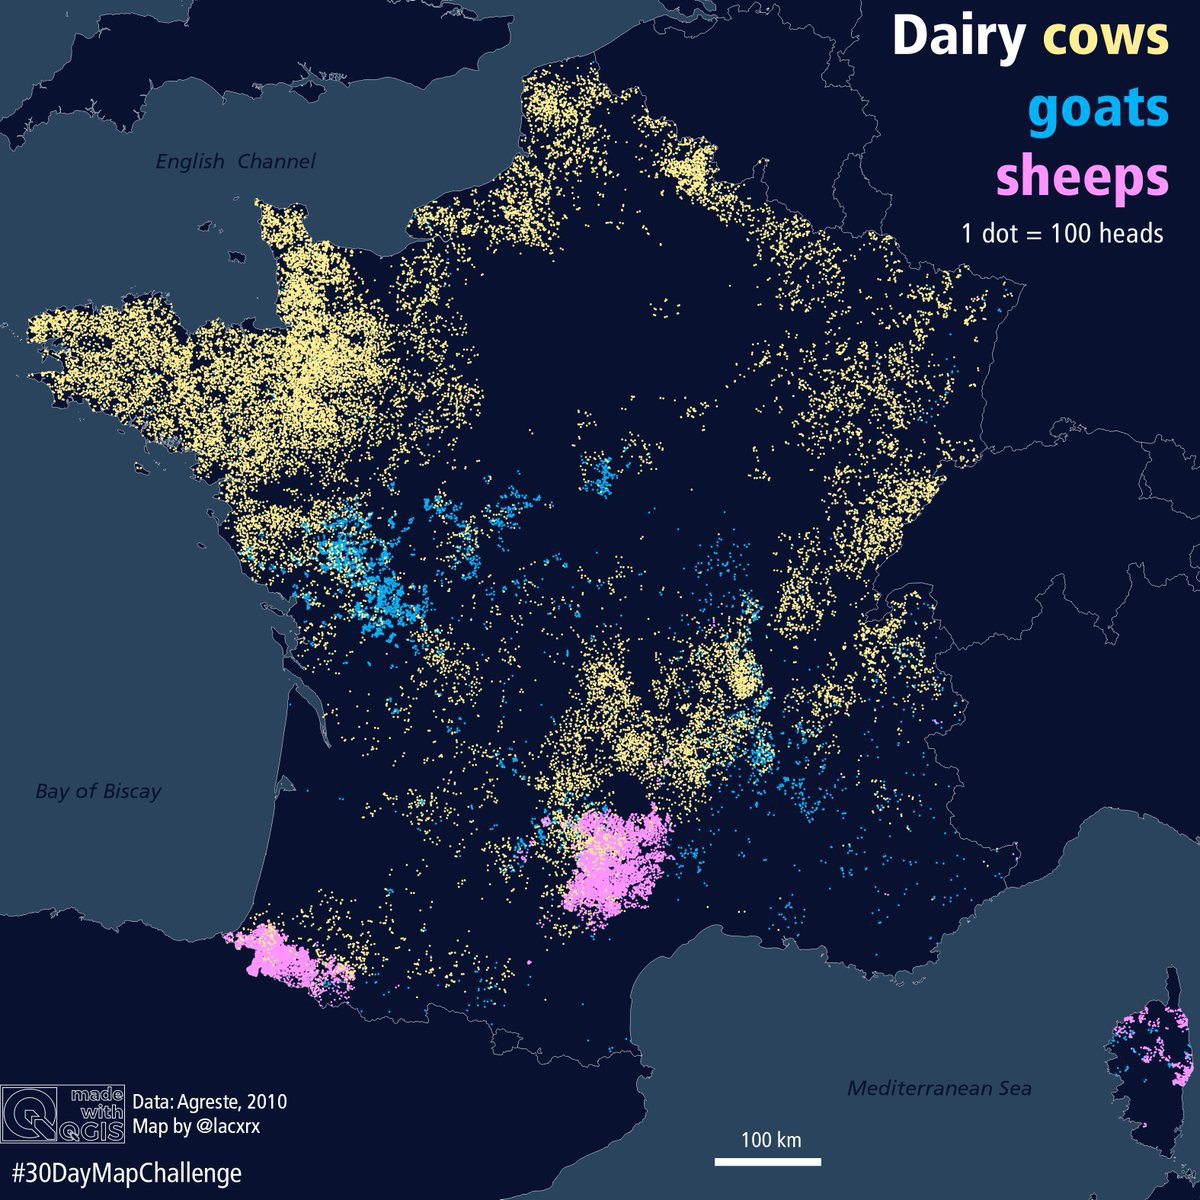 Dairy cows
goats
sheeps
1 dot = 100 heads
English Channel
Bay of Biscay
Mediterranean Sea
made
with
QGIS
Data: Agreste, 2010
Map by @lacxrx
100 km
#30DayMapChallenge